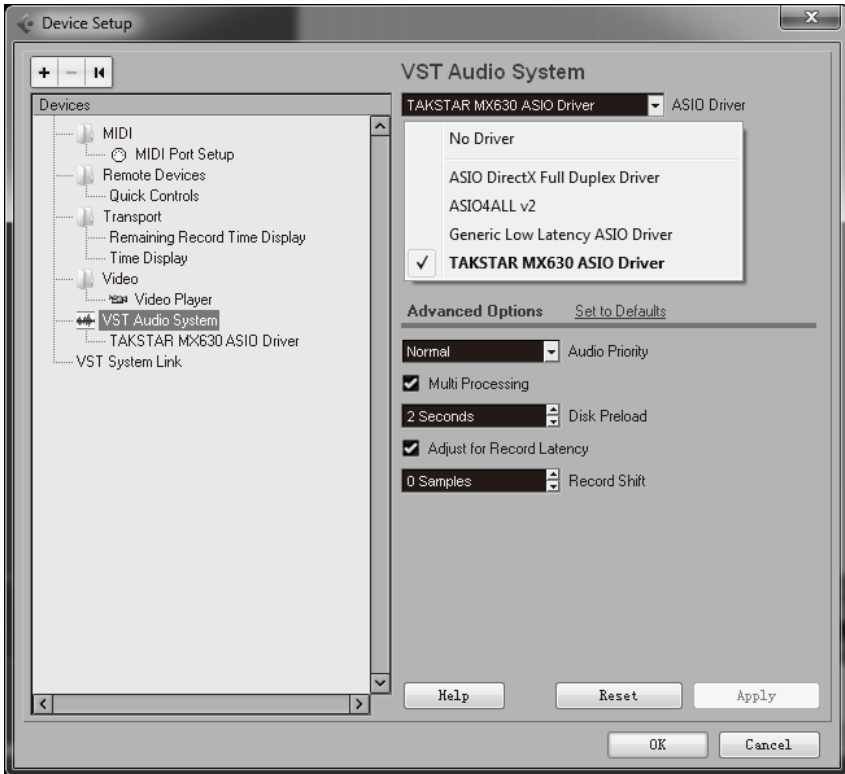 Device Setup
Devices
MIDI
MIDI Port Setup
Remote Devices
Quick Controls
Transport
Remaining Record Time Display
Time Display
Video
Video Player
VST Audio System
TAKSTAR MX630 ASIO Driver
VST System Link
VST Audio System
TAKSTAR MX630 ASIO Driver ASIO Driver
No Driver
ASIO DirectX Full Duplex Driver
ASIO4ALL v2
Generic Low Latency ASIO Driver
TAKSTAR MX630 ASIO Driver
Advanced Options Set to Defaults
Normal Audio Priority
Multi Processing
2 Seconds Disk Preload
Adjust for Record Latency
0 Samples Record Shift
Help Reset Apply
OK Cancel